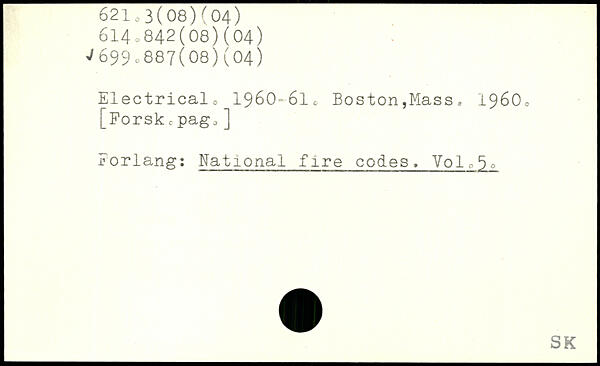 621.3(08)(04)
614.842(08)(04)
✓699.887(08)(04)
Electrical. 1960-61. Boston,Mass. 1960.
[Forsk.pag.]
Forlang: National fire codes. Vol.5.
SK